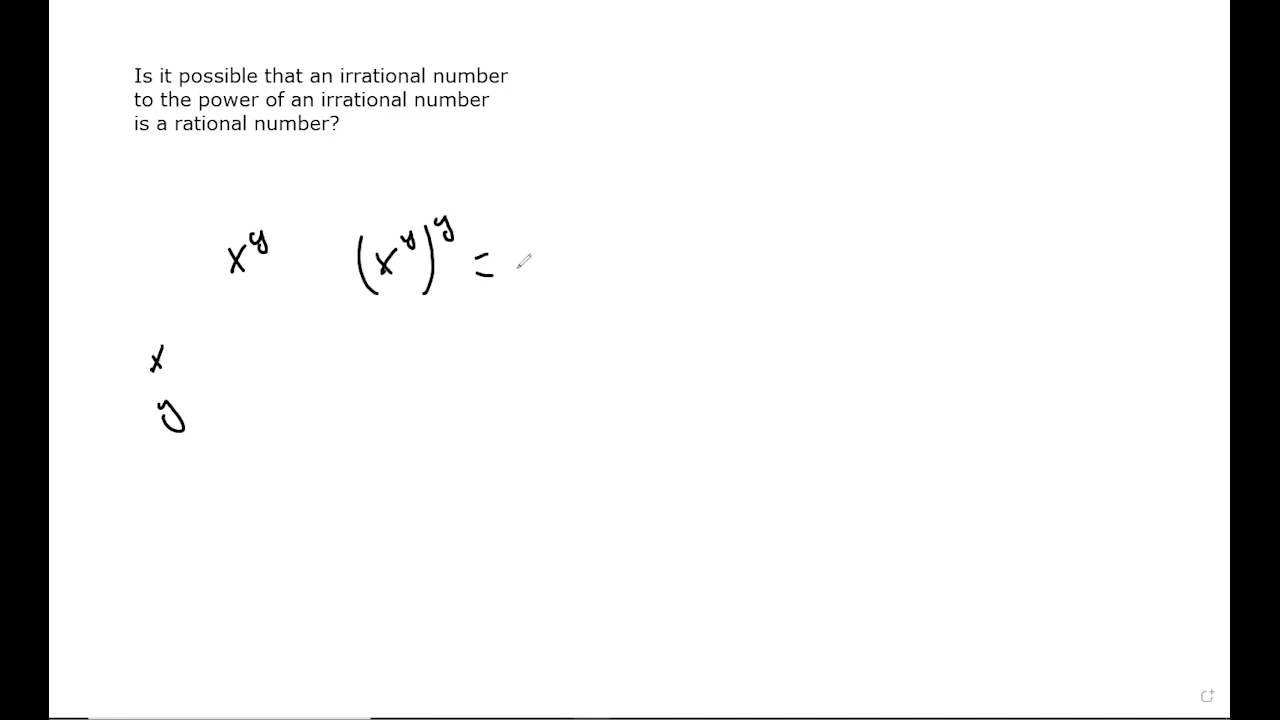 Is it possible that an irrational number
to the power of an irrational number
is a rational number?
x^y (x^y)^y =
x
y